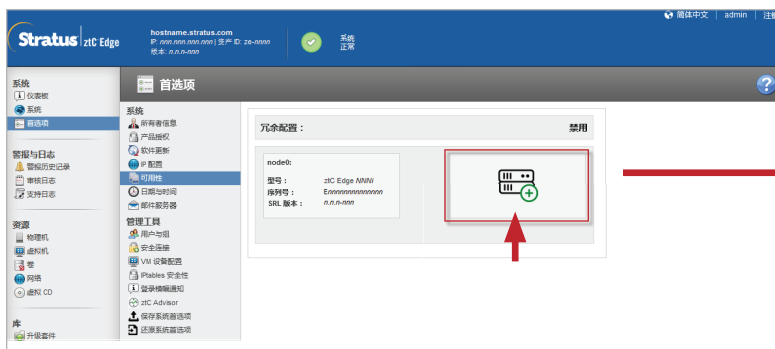 简体中文 | admin | 注
Stratus ztC Edge
hostname.stratus.com
IP: nnn.nnn.nnn.nnn | 资产 ID: ze-nnnn
版本: n.n.n-nnn
系统
正常
首选项
?
系统
仪表板
系统
首选项
警报与日志
警报历史记录
审核日志
支持日志
资源
物理机
虚拟机
卷
网络
虚拟 CD
库
升级套件
系统
所有者信息
产品授权
软件更新
IP 配置
可用性
日期与时间
邮件服务器
管理工具
用户与组
安全连接
VM 设备配置
IPtables 安全性
登录横幅通知
ztC Advisor
保存系统首选项
还原系统首选项
冗余配置：
禁用
node0:
型号： ztC Edge NNNi
序列号： Ennnnnnnnnnnnn
SRL 版本： n.n.n-nnn